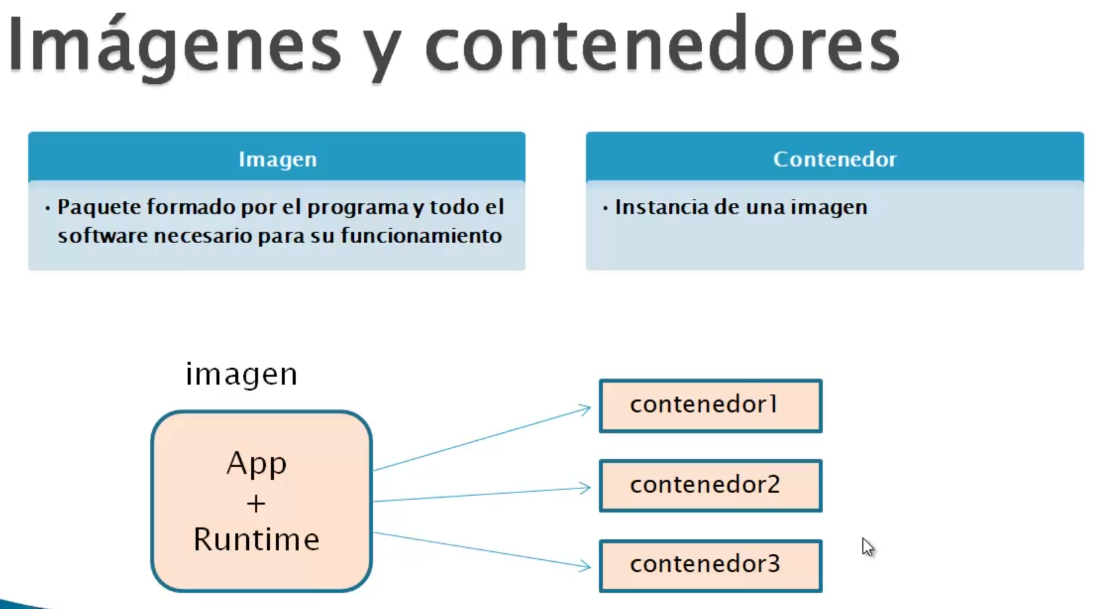 Imágenes y contenedores
Imagen
· Paquete formado por el programa y todo el
software necesario para su funcionamiento
Contenedor
· Instancia de una imagen
imagen
App
+
Runtime
contenedor1
contenedor2
contenedor3